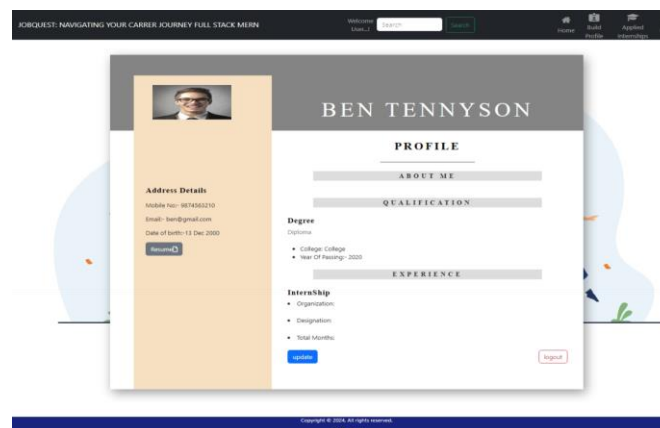 JOBQUEST: NAVIGATING YOUR CARRER JOURNEY FULL STACK MERN
Welcome
User...!
Search
Search
Home
Build
Profile
Applied
Internships
BEN TENNYSON
PROFILE
ABOUT ME
QUALIFICATION
Degree
Diploma
College: College
Year Of Passing:- 2020
EXPERIENCE
InternShip
Organization:
Designation:
Total Months:
update
logout
Address Details
Mobile No:- 9874563210
Email:- ben@gmail.com
Date of birth:-13 Dec 2000
Resume
Copyright © 2024, All rights reserved.